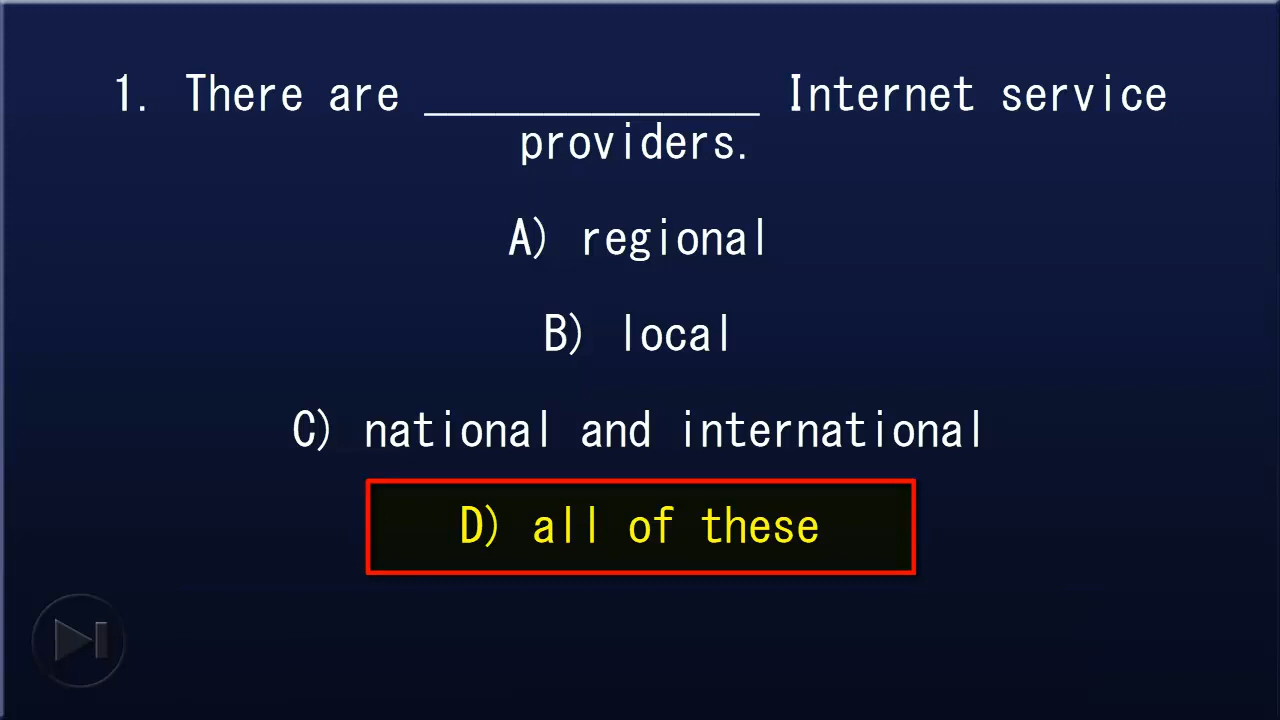 1. There are ______________ Internet service
providers.
A) regional
B) local
C) national and international
D) all of these